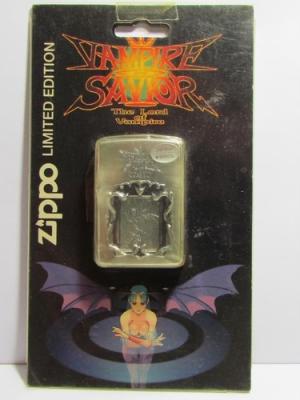 VAMPIRE
SAVIOR
The Lord
of
Vampire
zippo LIMITED EDITION